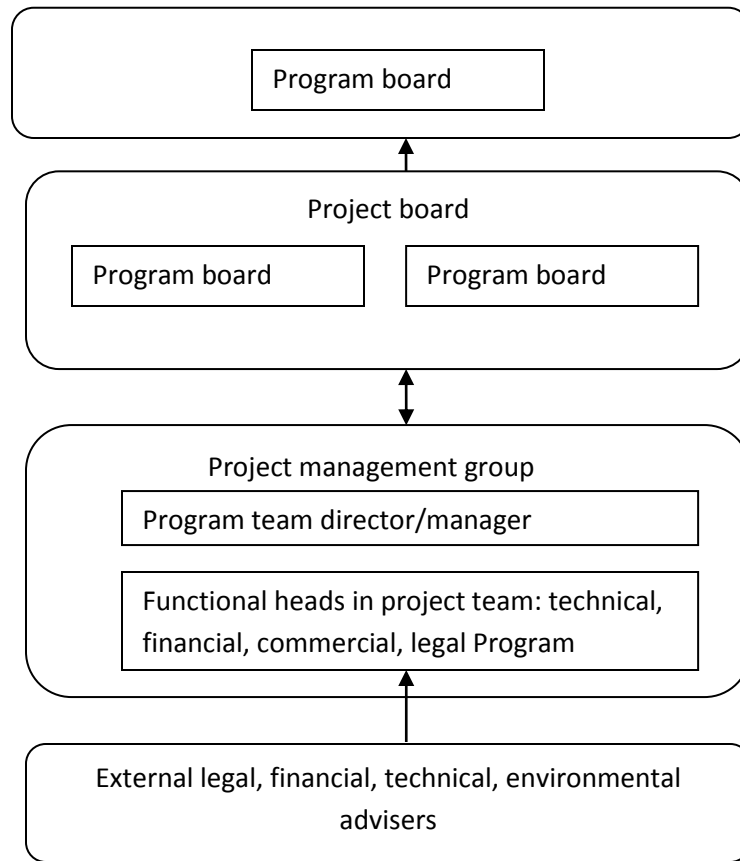 Program board
Project board
Program board
Program board
Project management group
Program team director/manager
Functional heads in project team: technical,
financial, commercial, legal Program
External legal, financial, technical, environmental
advisers